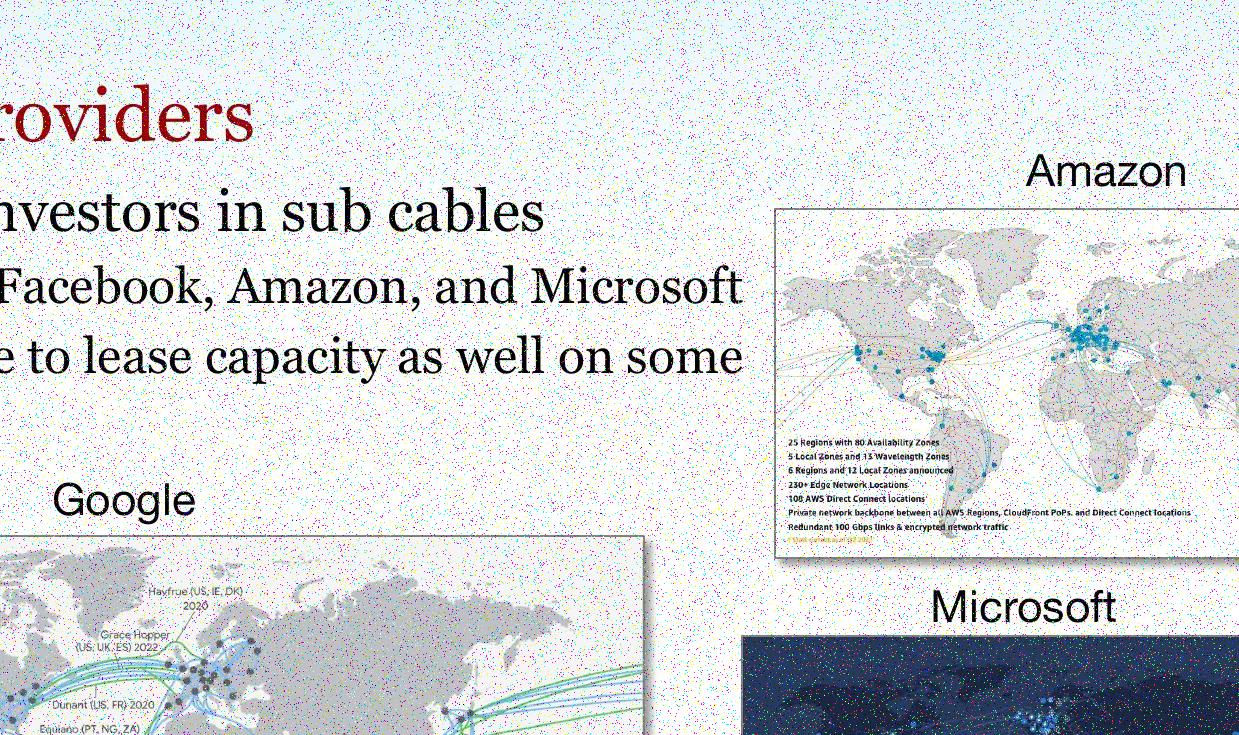 roviders
nvestors in sub cables
Facebook, Amazon, and Microsoft
e to lease capacity as well on some
Amazon
25 Regions with 80 Availability Zones
5 Local Zones and 13 Wavelength Zones
6 Regions and 12 Local Zones announced
230+ Edge Network Locations
108 AWS Direct Connect locations
Private network backbone between all AWS Regions, CloudFront PoPs, and Direct Connect locations
Redundant 100 Gbps links & encrypted network traffic
Google
Havfrue (US, IE, DK)
2020
Grace Hopper
(US, UK, ES) 2022
Dunant (US, FR) 2020
Equiano (PT, NG, ZA)
Microsoft